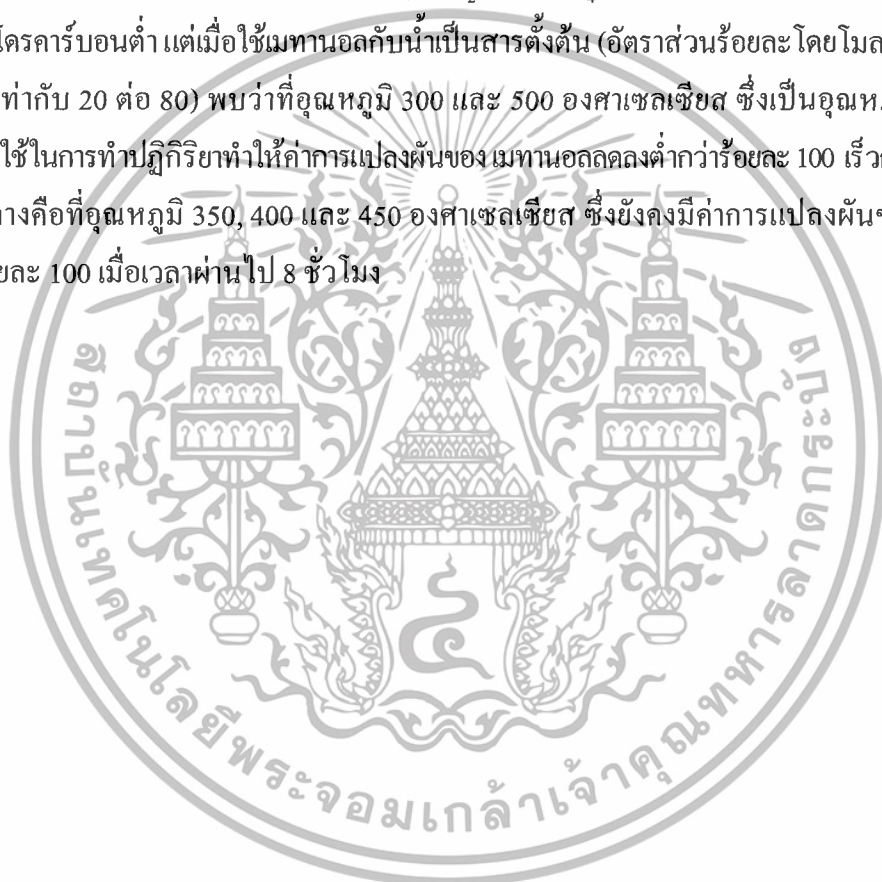 โครคาร์บอนต่ำ แต่เมื่อใช้เมทานอลกับน้ำเป็นสารตั้งต้น (อัตราส่วนร้อยละโดยโมล
ท่ากับ 20 ต่อ 80) พบว่าที่อุณหภูมิ 300 และ 500 องศาเซลเซียส ซึ่งเป็นอุณห
ใช้ในการทำปฏิกิริยาทำให้ค่าการแปลงผันของเมทานอลลดลงต่ำกว่าร้อยละ 100 เร็ว
างคือที่อุณหภูมิ 350, 400 และ 450 องศาเซลเซียส ซึ่งยังคงมีค่าการแปลงผัน
ยละ 100 เมื่อเวลาผ่านไป 8 ชั่วโมง
สถาบันเทคโนโลยีพระจอมเกล้าเจ้าคุณทหารลาดกระบัง